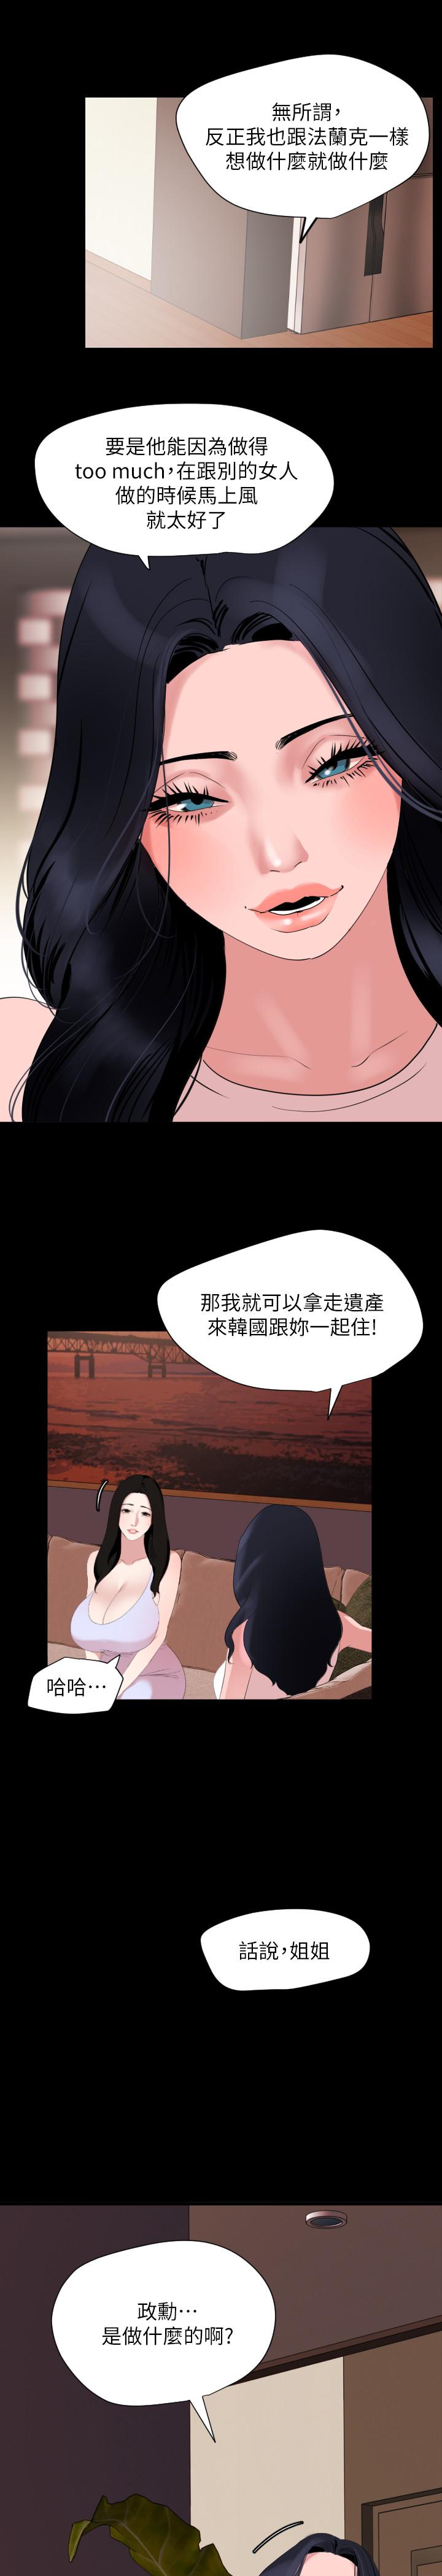 無所謂，
反正我也跟法蘭克一樣
想做什麼就做什麼
要是他能因為做得
too much，在跟別的女人
做的時候馬上風
就太好了
那我就可以拿走遺產
來韓國跟妳一起住!
哈哈…
話說，姐姐
政勳…
是做什麼的啊?